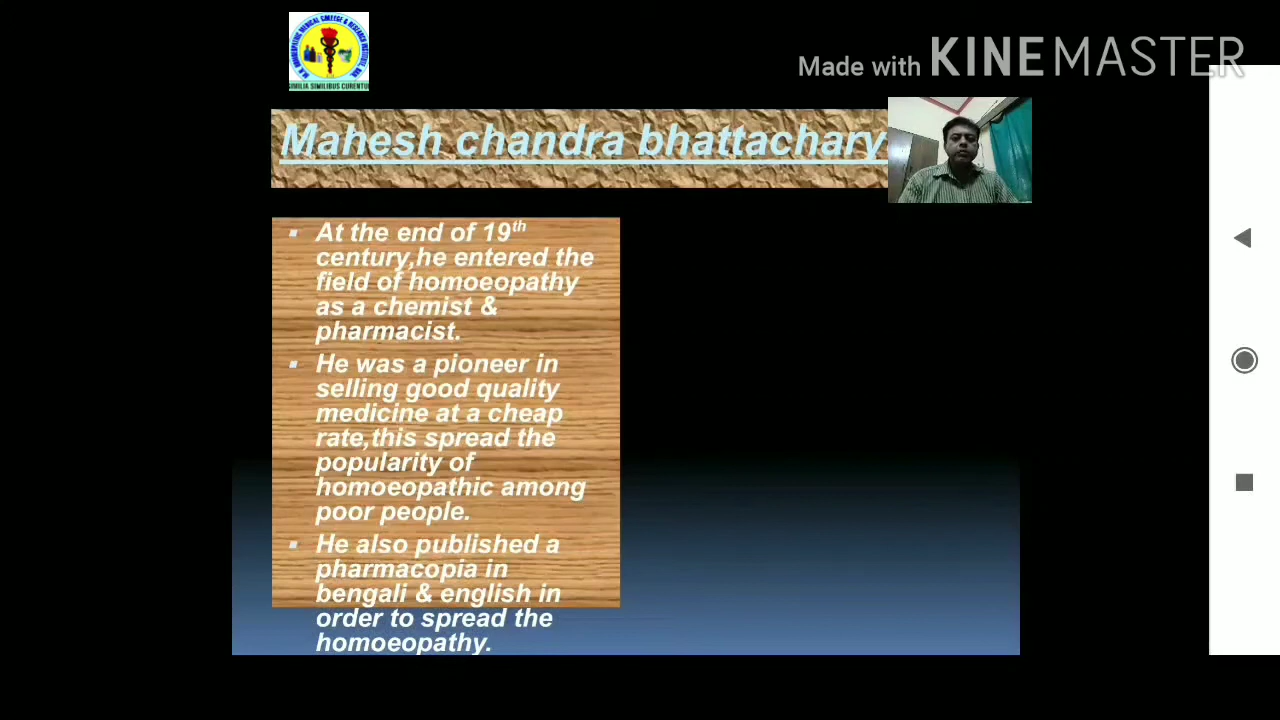 Made with KINEMASTER
Mahesh chandra bhattachary
At the end of 19th
century,he entered the
field of homoeopathy
as a chemist &
pharmacist.
He was a pioneer in
selling good quality
medicine at a cheap
rate,this spread the
popularity of
homoeopathic among
poor people.
He also published a
pharmacopia in
bengali & english in
order to spread the
homoeopathy.